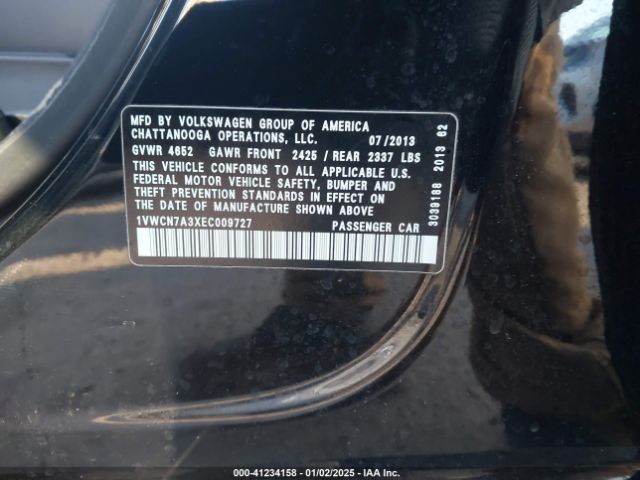 MFD BY VOLKSWAGEN GROUP OF AMERICA
CHATTANOOGA OPERATIONS, LLC. 07/2013
GVWR 4652 GAWR FRONT 2425 / REAR 2337 LBS
THIS VEHICLE CONFORMS TO ALL APPLICABLE U.S.
FEDERAL MOTOR VEHICLE SAFETY, BUMPER AND
THEFT PREVENTION STANDARDS IN EFFECT ON
THE DATE OF MANUFACTURE SHOWN ABOVE.
1VWCN7A3XEC009727 PASSENGER CAR
3039188 2013 62
000-41234158 - 01/02/2025 - IAA Inc.